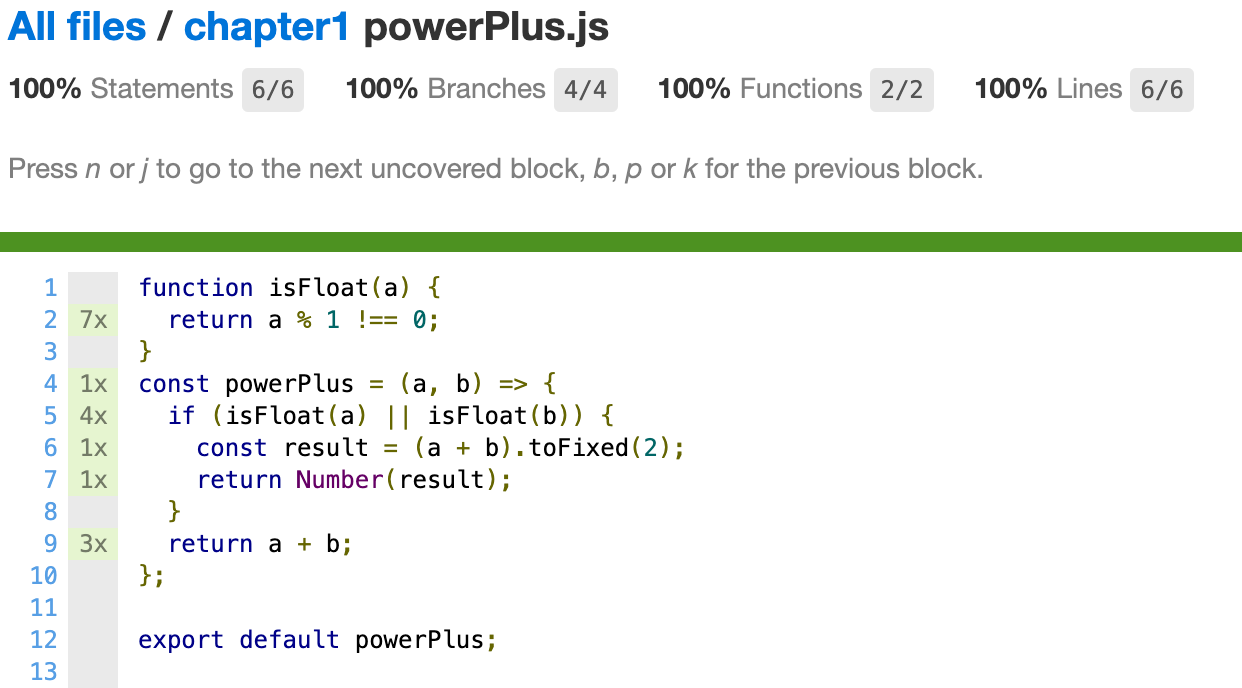 All files / chapter1 powerPlus.js
100% Statements 6/6 100% Branches 4/4 100% Functions 2/2 100% Lines 6/6
Press n or j to go to the next uncovered block, b, p or k for the previous block.
1 function isFloat(a) {
2 7x return a % 1 !== 0;
3 }
4 1x const powerPlus = (a, b) => {
5 4x if (isFloat(a) || isFloat(b)) {
6 1x const result = (a + b).toFixed(2);
7 1x return Number(result);
8 }
9 3x return a + b;
10 };
11
12 export default powerPlus;
13